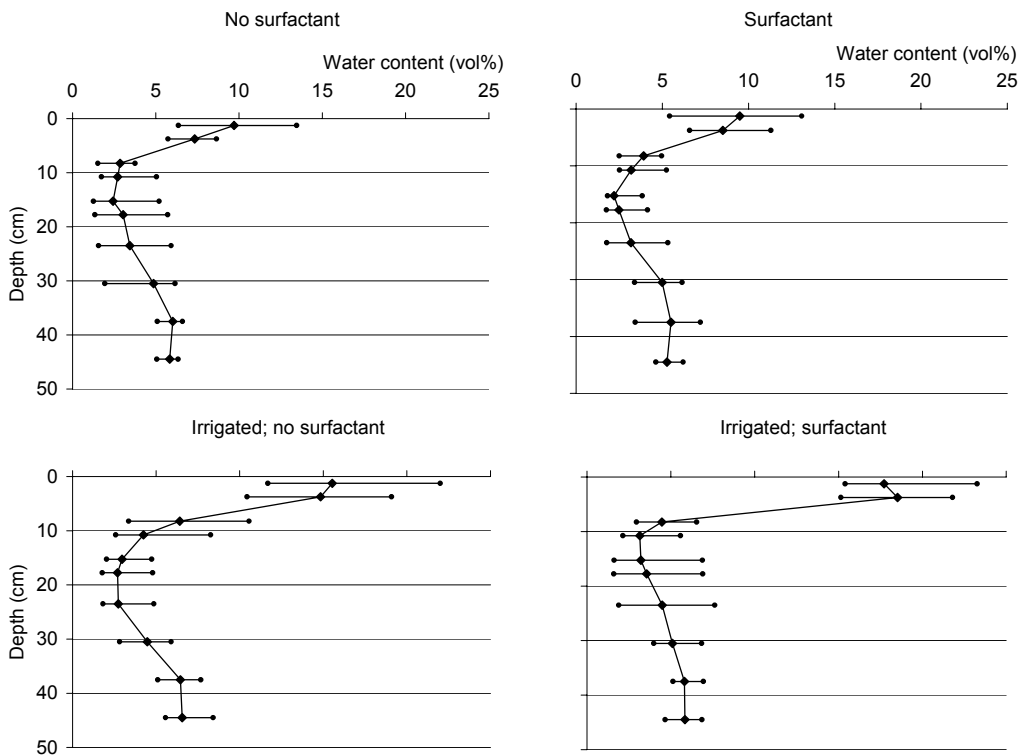 No surfactant
Water content (vol%)
0 5 10 15 20 25
0
10
20
30
40
50
Depth (cm)
Surfactant
Water content (vol%)
0 5 10 15 20 25
Irrigated; no surfactant
0
10
20
30
40
50
Depth (cm)
Irrigated; surfactant